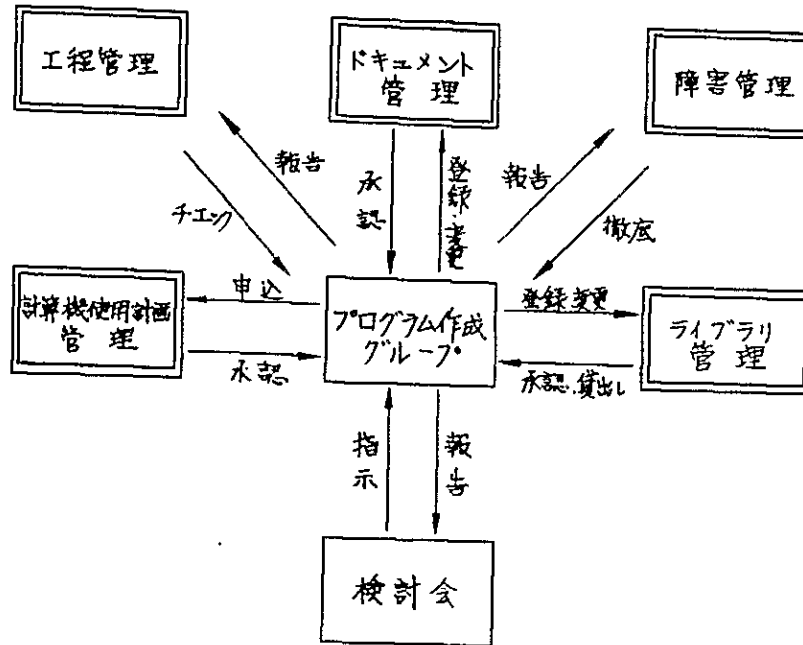 工程管理
ドキュメント
管理
障害管理
報告
チエック
承認
登録・変更
報告
徹底
計算機使用計画
管理
申込
承認
プログラム作成
グループ
登録変更
承認・貸出し
ライブラリ
管理
指示
報告
検討会